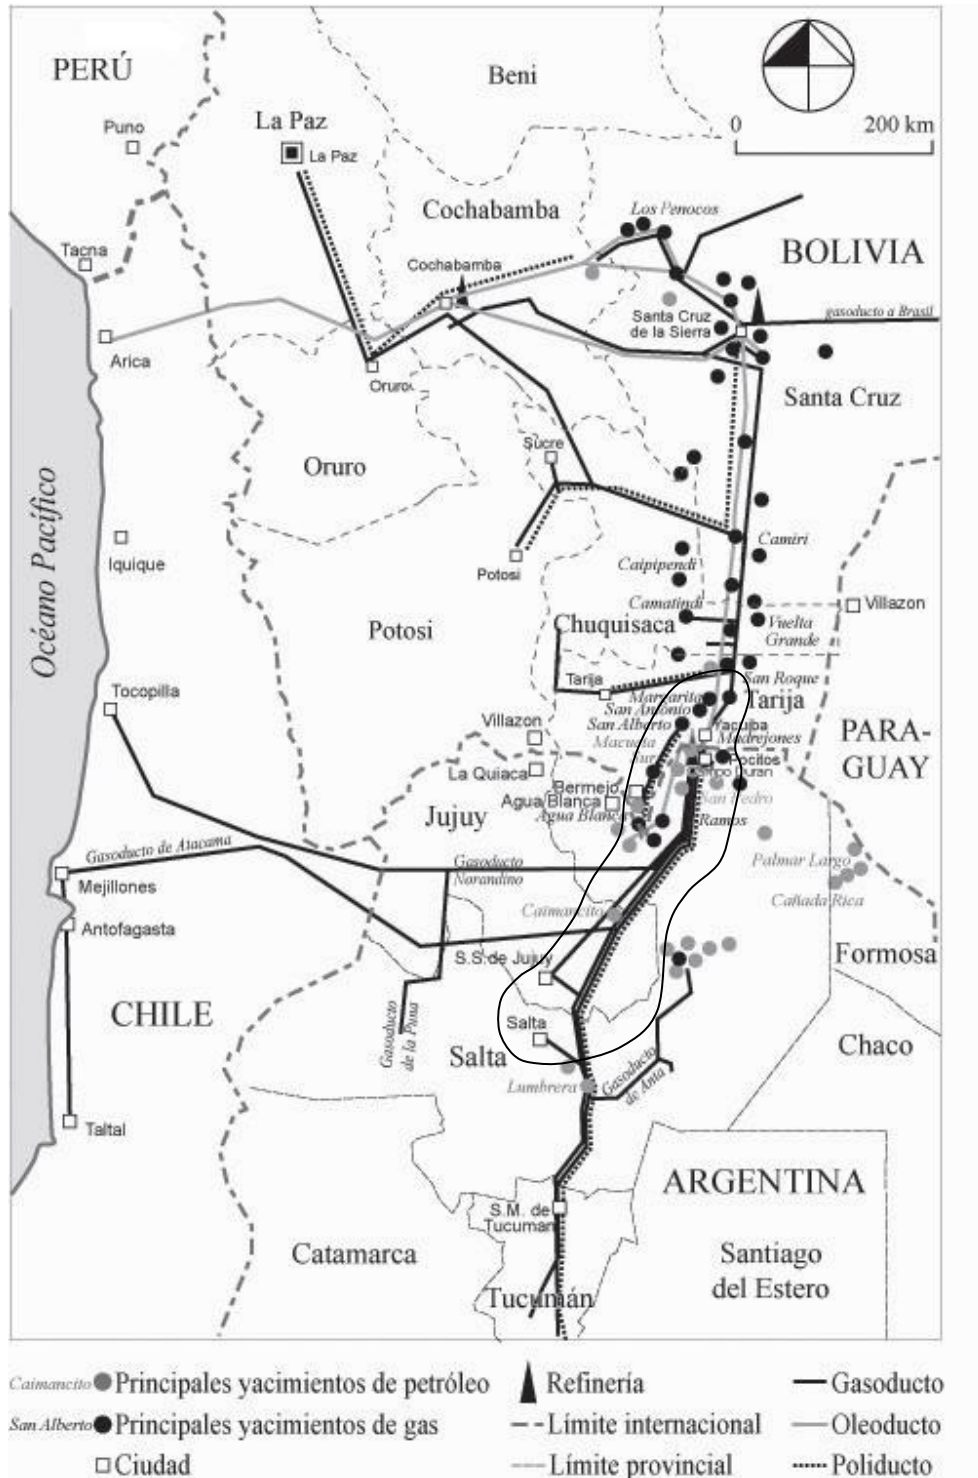 PERÚ
Beni
Puno
La Paz
La Paz
0 200 km
Cochabamba
Los Penocos
Tacna
Cochabamba
BOLIVIA
Santa Cruz
de la Sierra
gasoducto a Brasil
Arica
Oruro
Santa Cruz
Sucre
Oruro
Océano Pacífico
Iquique
Potosi
Camiri
Caipipendi
Camatindi
Villazon
Potosi
Chuquisaca
Vuelta
Grande
Tarija
San Roque
Tocopilla
Margarita
Tarija
San Antonio
San Alberto
Villazon
Yacuiba
Madrejones
PARA-
GUAY
Macueta
Sur
Pocitos
Campo Duran
La Quiaca
Bermejo
San Pedro
Agua Blanca
Agua Blanca
Jujuy
Ramos
Gasoducto de Atacama
Gasoducto
Norandino
Palmar Largo
Mejillones
Cañada Rica
Caimancito
Antofagasta
Formosa
S.S.de Jujuy
CHILE
Gasoducto
de la Puna
Salta
Salta
Chaco
Lumbrera
Gasoducto
de Anta
Taltal
ARGENTINA
S.M. de
Tucuman
Catamarca
Santiago
del Estero
Tucumán
Caimancito Principales yacimientos de petróleo
Refinería
Gasoducto
San Alberto Principales yacimientos de gas
Límite internacional
Oleoducto
Ciudad
Límite provincial
Poliducto